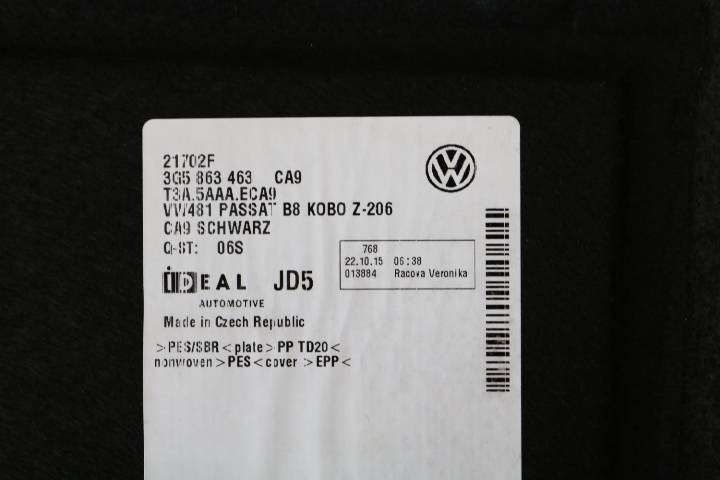 21702F
3G5 863 463 CA9
T3A.5AAA.ECA9
VW481 PASSAT B8 KOBO Z-206
CA9 SCHWARZ
Q-ST: 06S
768
22.10.15 06:38
013884 Racova Veronika
IDEAL JD5
AUTOMOTIVE
Made in Czech Republic
>PES/SBR<plate>PP TD20<
nonwoven>PES<cover >EPP<